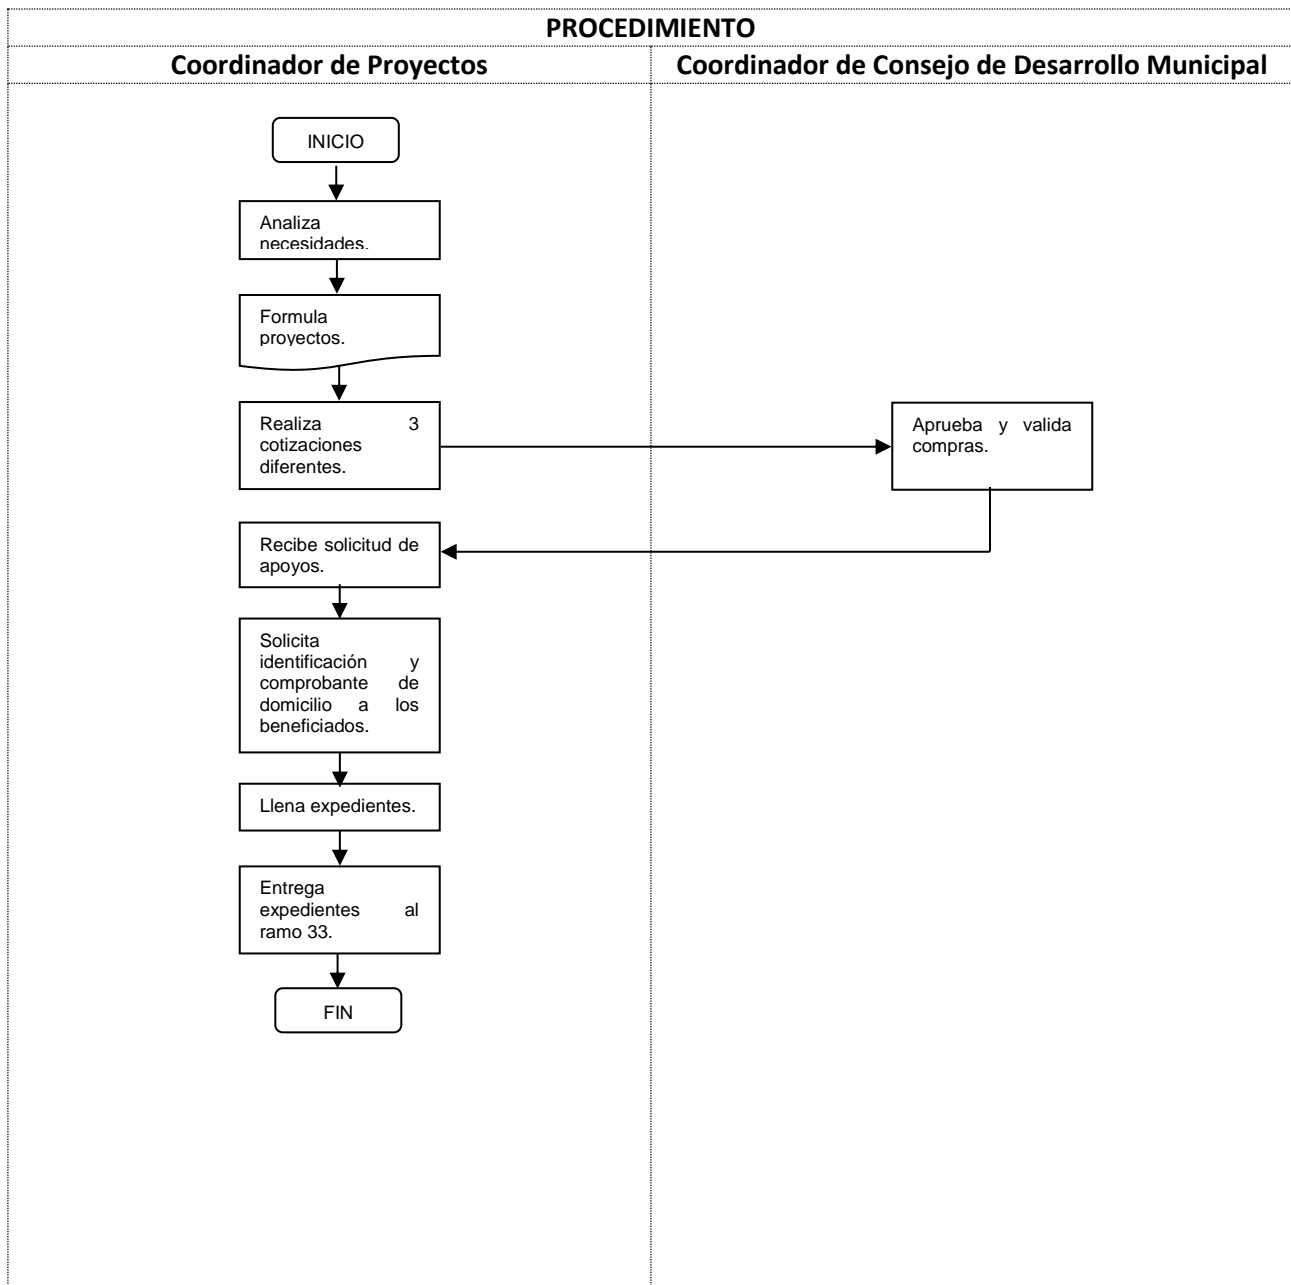 PROCEDIMIENTO
Coordinador de Proyectos
Coordinador de Consejo de Desarrollo Municipal
INICIO
Analiza
necesidades.
Formula
proyectos.
Realiza 3
cotizaciones
diferentes.
Aprueba y valida
compras.
Recibe solicitud de
apoyos.
Solicita
identificación y
comprobante de
domicilio a los
beneficiados.
Llena expedientes.
Entrega
expedientes al
ramo 33.
FIN